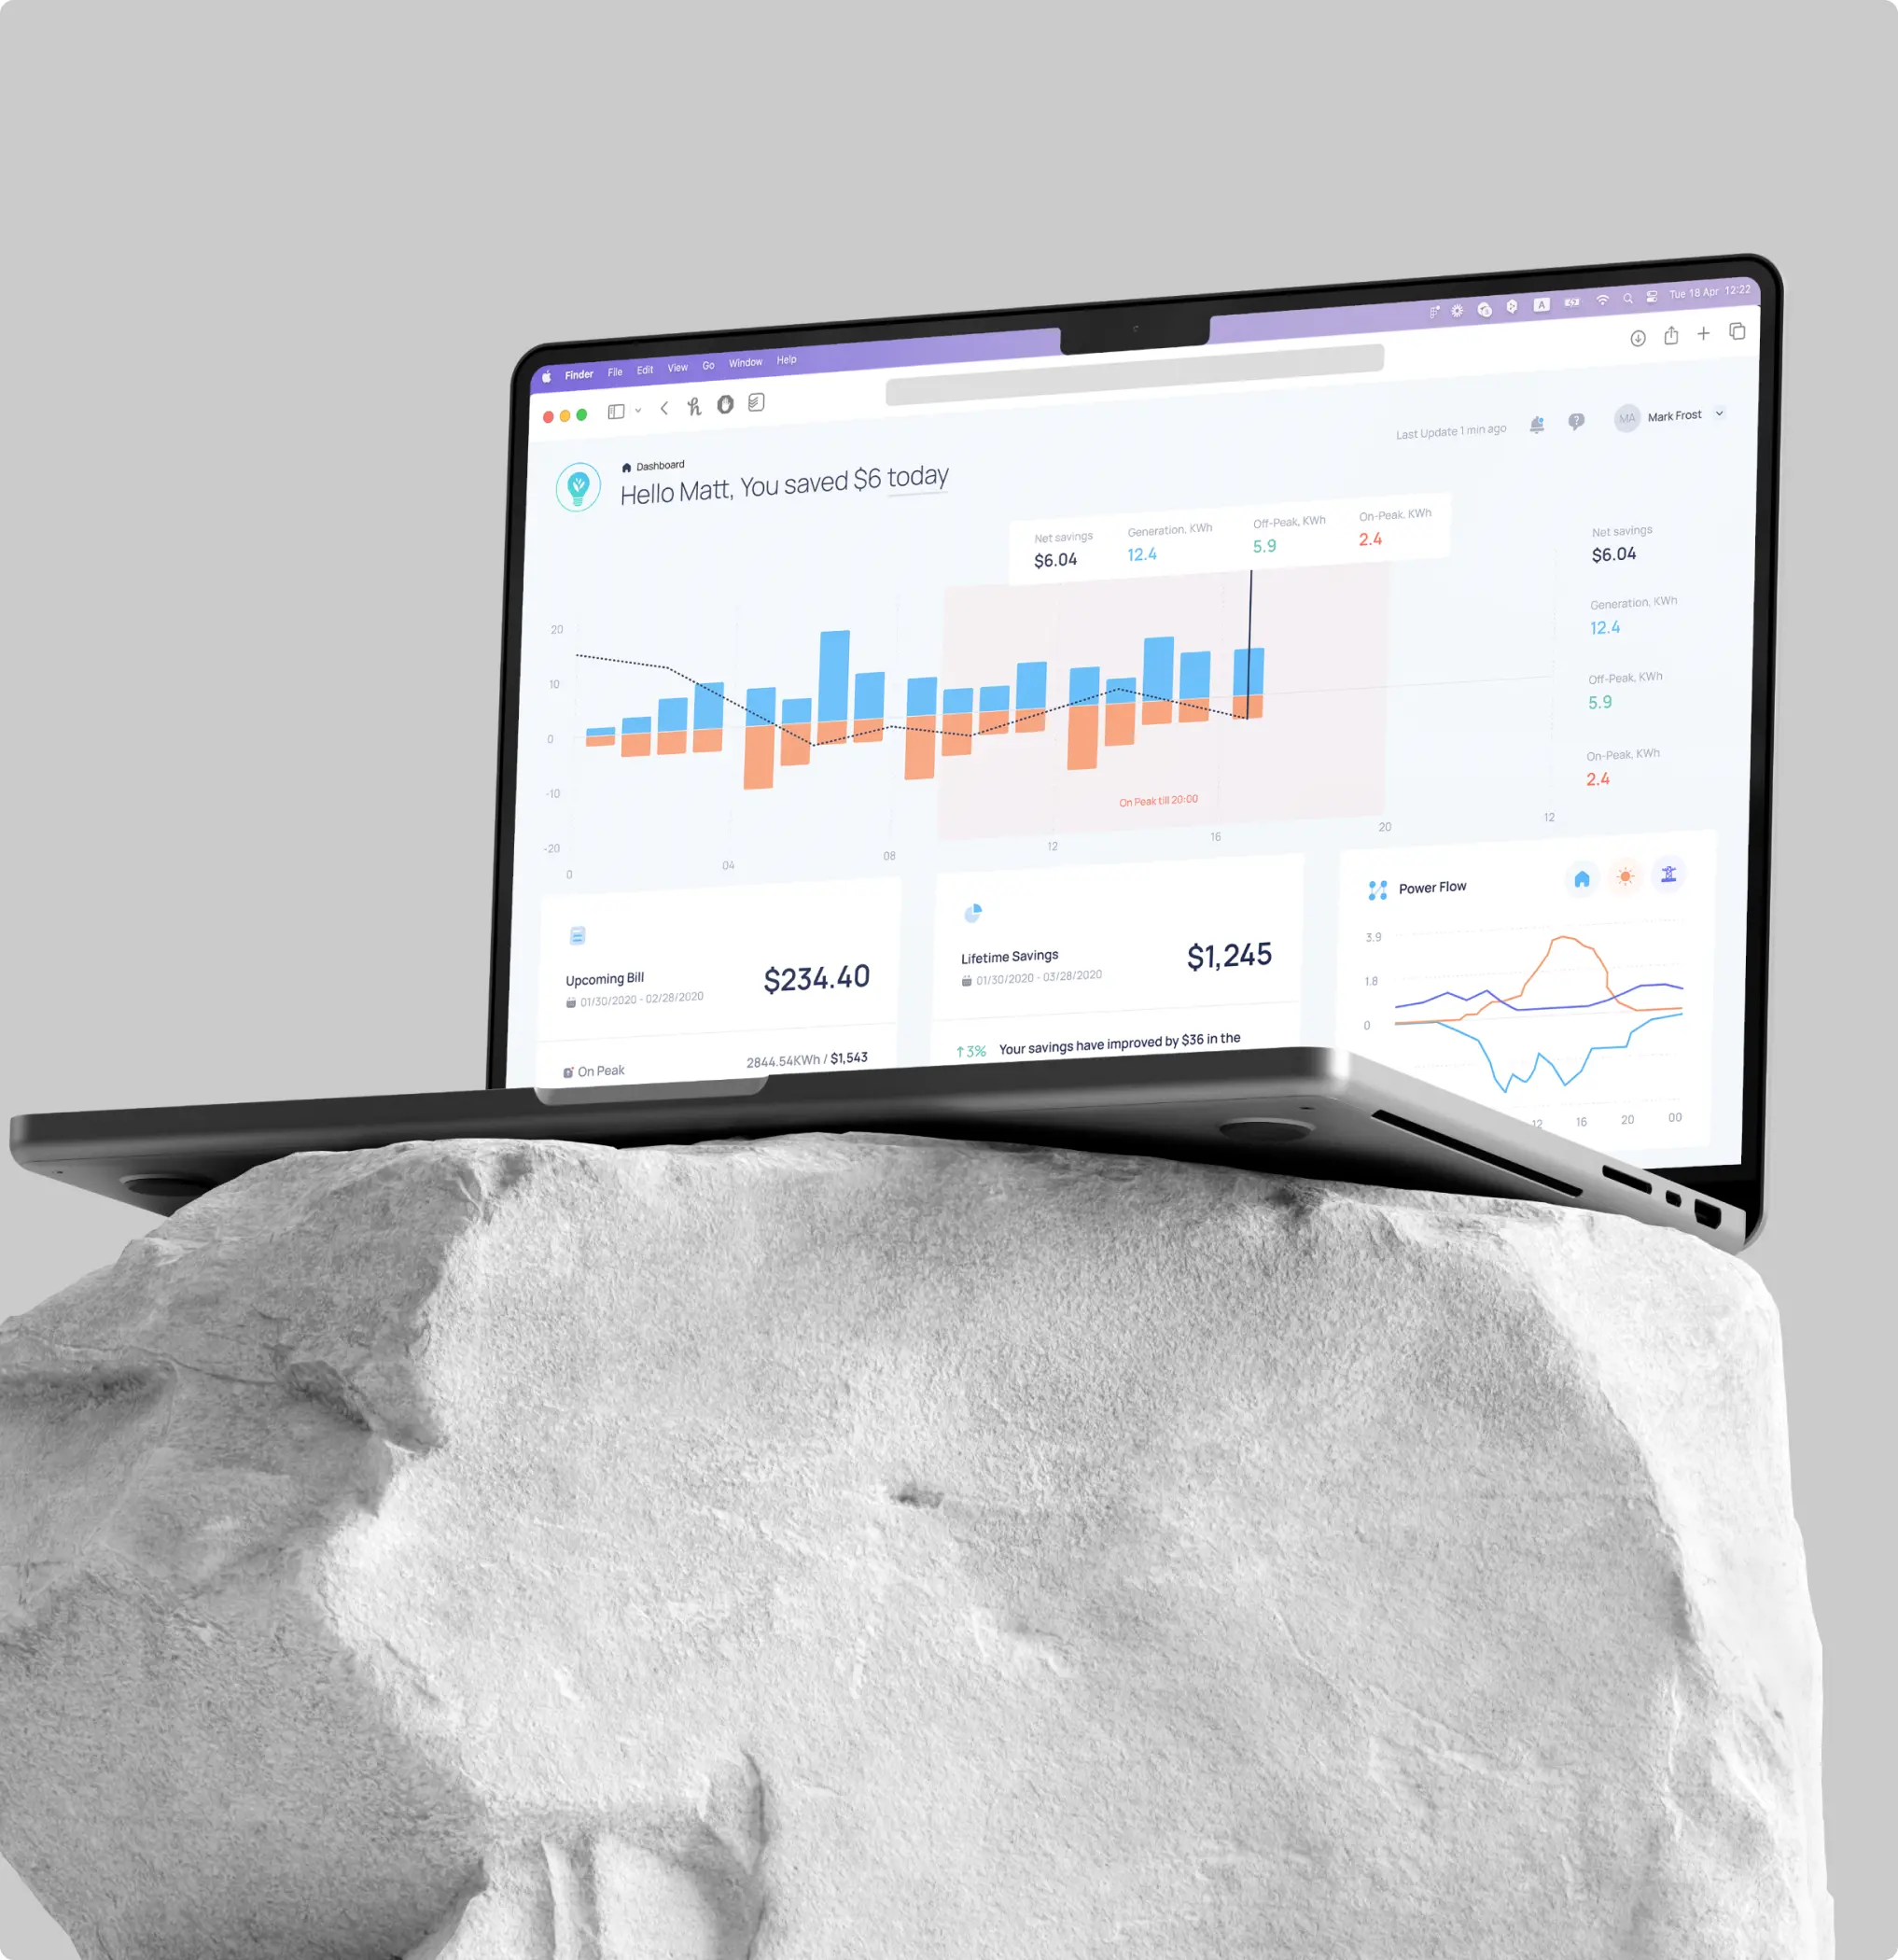 Finder File Edit View Go Window Help
A
Tue 18 Apr 12:22
Last Update 1 min ago
?
MA Mark Frost
Dashboard
Hello Matt, You saved $6 today
Net savings Generation, KWh Off-Peak, KWh On-Peak, KWh
$6.04 12.4 5.9 2.4
Net savings
$6.04
Generation, KWh
12.4
Off-Peak, KWh
5.9
On-Peak, KWh
2.4
20
10
0
-10
-20
On Peak till 20:00
0 04 08 12 16 20 12
Upcoming Bill
01/30/2020 - 02/28/2020
$234.40
On Peak
2844.54KWh / $1,543
Lifetime Savings
01/30/2020 - 03/28/2020
$1,245
↑3% Your savings have improved by $36 in the
Power Flow
3.9
1.8
0
12 16 20 00